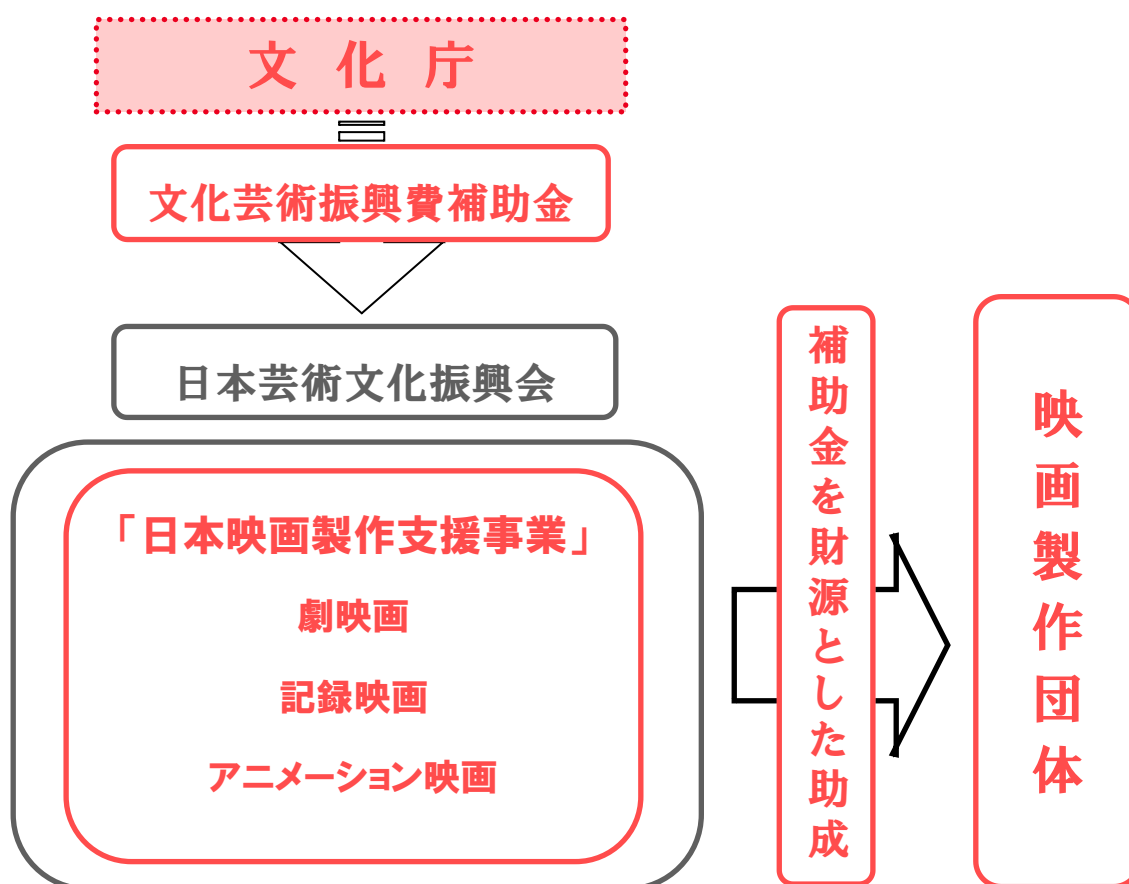 文化庁
文化芸術振興費補助金
日本芸術文化振興会
「日本映画製作支援事業」
劇映画
記録映画
アニメーション映画
補助金を財源とした助成
映画製作団体